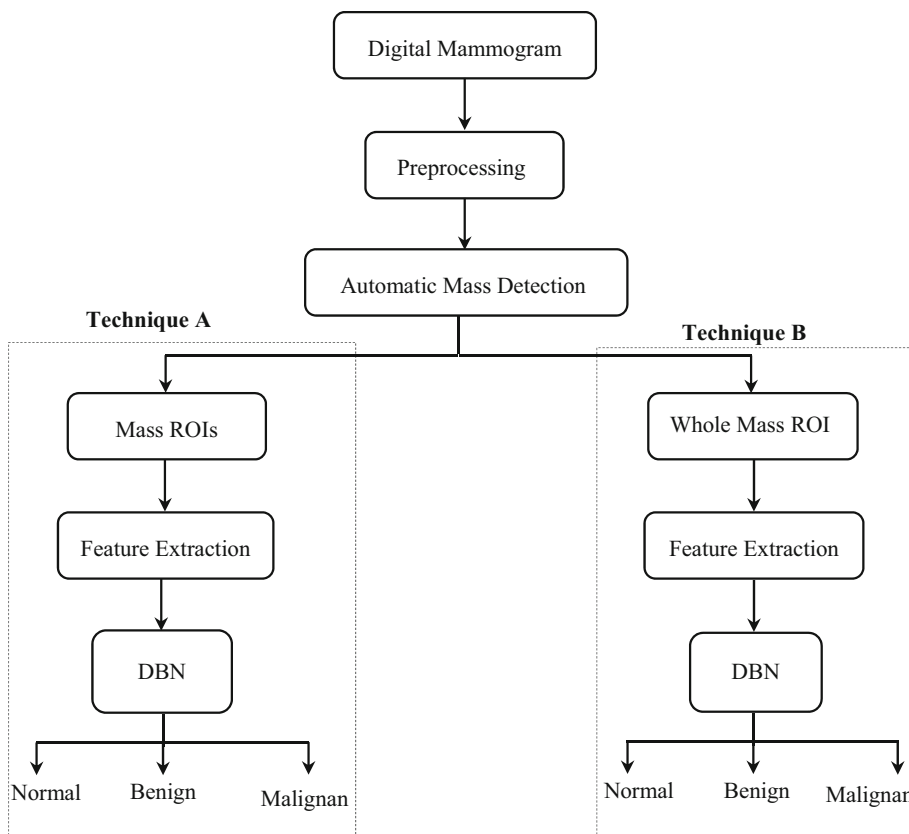 Digital Mammogram
Preprocessing
Automatic Mass Detection
Technique A
Mass ROIs
Feature Extraction
DBN
Normal
Benign
Malignan
Technique B
Whole Mass ROI
Feature Extraction
DBN
Normal
Benign
Malignan